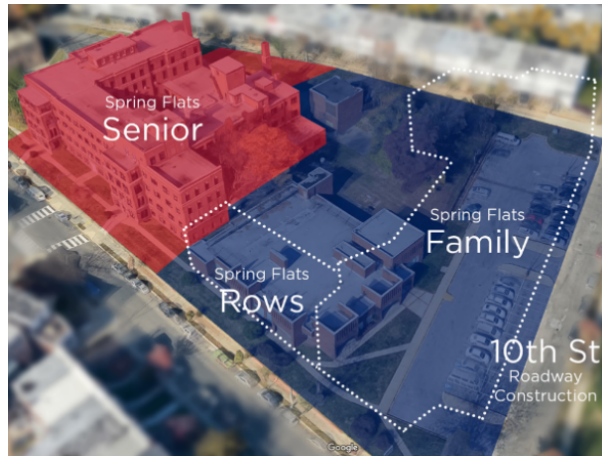 Spring Flats
Senior
Spring Flats
Family
Spring Flats
Rows
10th St
Roadway
Construction
Google